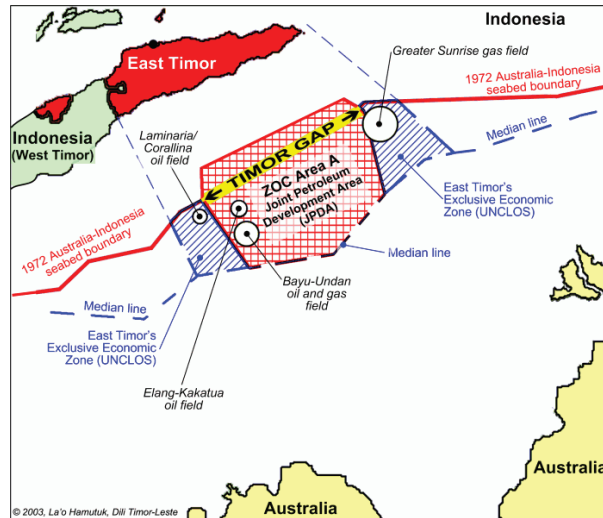 Indonesia
Greater Sunrise gas field
East Timor
1972 Australia-Indonesia
seabed boundary
Indonesia
(West Timor)
Laminaria/
Corallina
oil field
Median line
TIMOR GAP
ZOC Area A
Joint Petroleum
Development Area
(JPDA)
East Timor's
Exclusive Economic
Zone (UNCLOS)
1972 Australia-Indonesia
seabed boundary
Median line
Bayu-Undan
oil and gas
field
Median line
East Timor's
Exclusive Economic
Zone (UNCLOS)
Elang-Kakatua
oil field
Australia
Australia
© 2003, La'o Hamutuk, Dili Timor-Leste